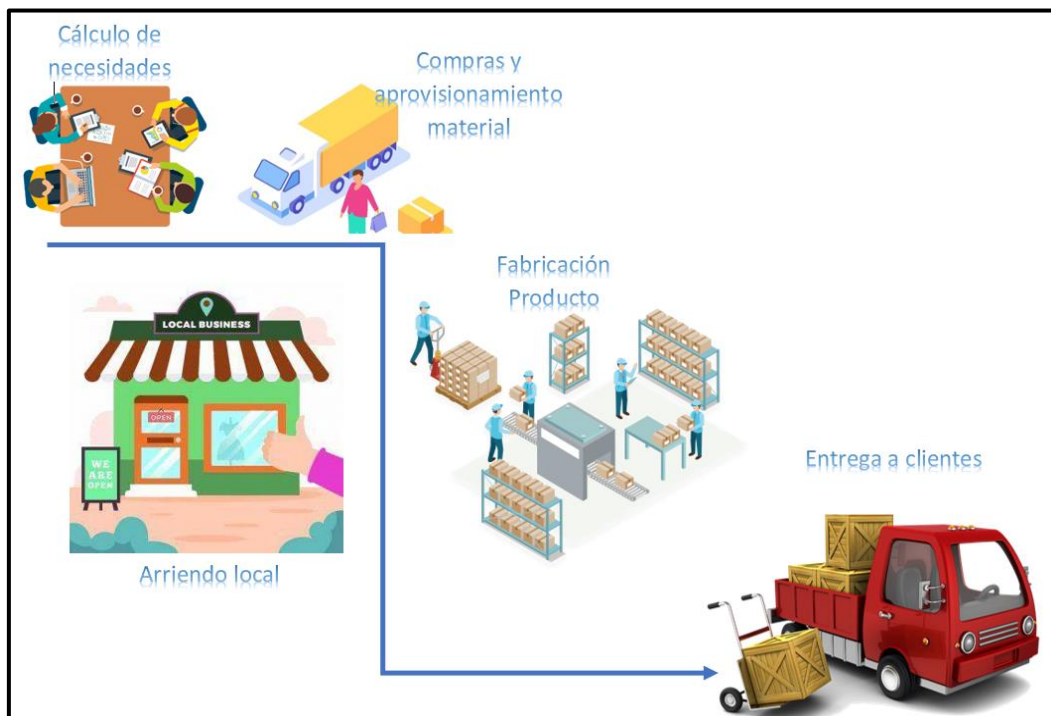 Cálculo de
necesidades
Compras y
aprovisionamiento
material
Fabricación
Producto
LOCAL BUSINESS
OPEN
WE
ARE
OPEN
Arriendo local
Entrega a clientes